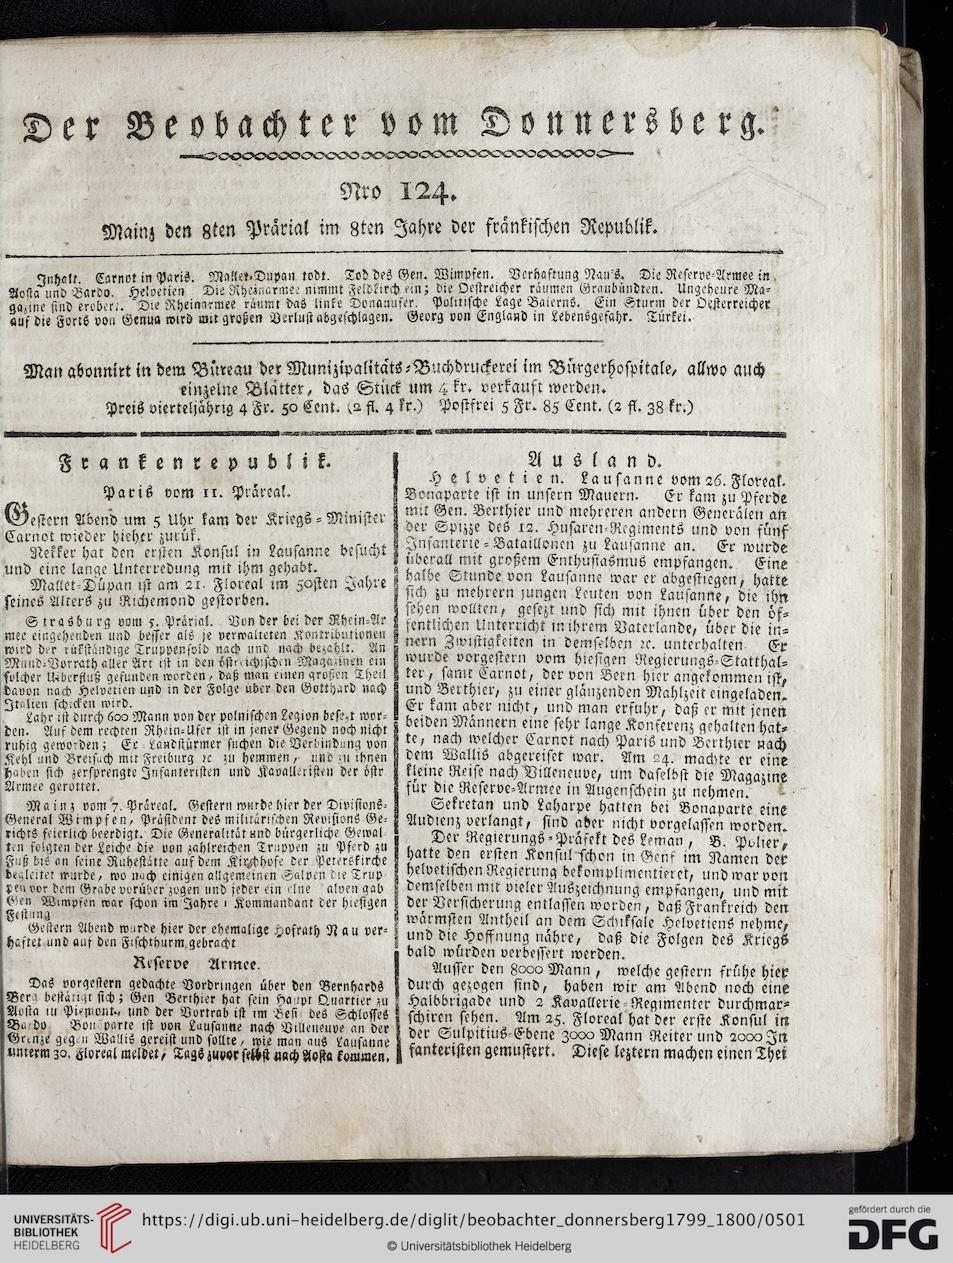 Der Beobachter vom Donnersberg.
Nro 124.
Mainz den 8ten Prärial im 8ten Jahre der fränkischen Republik.
Inhalt. Carnot in Paris. Mallet-Dupan todt. Tod des Gen. Wimpfen. Verhaftung Nau's. Die Reserve-Armee in
Aosta und Bardo. Helvetien Die Rheinarmee nimmt Feldkirch ein; die Oestreicher räumen Graubündten. Ungeheure Ma-
gazine sind erobert. Die Rheinarmee räumt das linke Donauufer. Politische Lage Baierns. Ein Sturm der Oesterreicher
auf die Forts von Genua wird mit großen Verlust abgeschlagen. Georg von England in Lebensgefahr. Türkei.
Man abonnirt in dem Büreau der Munizipalitäts-Buchdruckerei im Bürgerhospitale, allwo auch
einzelne Blätter, das Stück um 4 kr. verkauft werden.
Preis vierteljährig 4 Fr. 50 Cent. (2 fl. 4 kr.) Postfrei 5 Fr. 85 Cent. (2 fl. 38 kr.)
Frankenrepublik.
Paris vom 11. Präreal.
Gestern Abend um 5 Uhr kam der Kriegs-Minister
Carnot wieder hieher zurük.
Nekker hat den ersten Konsul in Lausanne besucht
und eine lange Unterredung mit ihm gehabt.
Mallet-Düpan ist am 21. Floreal im 50sten Jahre
seines Alters zu Richemond gestorben.
Strasburg vom 5. Prärial. Von der bei der Rhein-Ar
mee eingehenden und besser als je verwalteten Kontributionen
wird der rükständige Truppensold nach und nach bezahlt. An
Mund-Vorrath aller Art ist in den östreichischen Magazinen ein
solcher Ueberfluß gefunden worden, daß man einen großen Theil
davon nach Helvetien und in der Folge über den Gotthard nach
Italien schicken wird.
Lahr ist durch 600 Mann von der polnischen Legion besezt wor-
den. Auf dem rechten Rhein-Ufer ist in jener Gegend noch nicht
ruhig geworden; Er Landstürmer suchen die Verbindung von
Kehl und Breisach mit Freiburg ꝛc zu hemmen, und zu ihnen
haben sich zersprengte Infanteristen und Kavalleristen der östr
Armee gerottet.
Mainz vom 7. Präreal. Gestern wurde hier der Divisions-
General Wimpfen, Präsident des militärischen Revisions Ge-
richts feierlich beerdigt. Die Generalität und bürgerliche Gewal
ten folgten der Leiche die von zahlreichen Truppen zu Pferd zu
Fuß bis an seine Ruhestätte auf dem Kirchhofe der Peterskirche
begleitet wurde, wo nach einigen allgemeinen Salven die Trup
pen vor dem Grabe vorüber zogen und jeder ein alven gab
Gen Wimpfen war schon im Jahre 1 Kommandant der hiesigen
Festung
Gestern Abend wurde hier der ehemalige Hofrath Nau ver-
haftet und auf den Fischthurm gebracht
Reserve Armee.
Das vorgestern gedachte Vordringen über den Bernhards
Berg bestätigt sich; Gen Berthier hat sein Haupt Quartier zu
Aosta in Piemont, und der Vortrab ist im Besi des Schlosses
Bardo Bonaparte ist von Lausanne nach Villeneuve an der
Grenze gegen Wallis gereist und sollte, wie man aus Lausanne
unterm 30. Floreal meldet, Tags zuvor selbst nach Aosta kommen.
Ausland.
Helvetien. Lausanne vom 26. Floreal.
Bonaparte ist in unsern Mauern. Er kam zu Pferde
mit Gen. Berthier und mehreren andern Generälen an
der Spizze des 12. Husaren-Regiments und von fünf
Infanterie-Bataillonen zu Lausanne an. Er wurde
überall mit großem Enthusiasmus empfangen. Eine
halbe Stunde von Lausanne war er abgestiegen, hatte
sich zu mehrern jungen Leuten von Lausanne, die ihn
sehen wollten, gesezt und sich mit ihnen über den öf-
fentlichen Unterricht in ihrem Vaterlande, über die in-
nern Zwistigkeiten in demselben ꝛc. unterhalten Er
wurde vorgestern vom hiesigen Regierungs-Statthal-
ter, samt Carnot, der von Bern hier angekommen ist,
und Berthier, zu einer glänzenden Mahlzeit eingeladen.
Er kam aber nicht, und man erfuhr, daß er mit jenen
beiden Männern eine sehr lange Konferenz gehalten hat-
te, nach welcher Carnot nach Paris und Berthier nach
dem Wallis abgereiset war. Am 24. machte er eine
kleine Reise nach Villeneuve, um daselbst die Magazine
für die Reserve-Armee in Augenschein zu nehmen.
Sekretan und Laharpe hatten bei Bonaparte eine
Audienz verlangt, sind aber nicht vorgelassen worden.
Der Regierungs-Präfekt des Leman, B. Polier,
hatte den ersten Konsul schon in Genf im Namen der
helvetischen Regierung bekomplimentieret, und war von
demselben mit vieler Auszeichnung empfangen, und mit
der Versicherung entlassen worden, daß Frankreich den
wärmsten Antheil an dem Schiksale Helvetiens nehme,
und die Hoffnung nähre, daß die Folgen des Kriegs
bald würden verbessert werden.
Ausser den 8000 Mann, welche gestern frühe hier
durch gezogen sind, haben wir am Abend noch eine
Halbbrigade und 2 Kavallerie-Regimenter durchmar-
schiren sehen. Am 25. Floreal hat der erste Konsul in
der Sulpitius-Ebene 3000 Mann Reiter und 2000 In
fanteristen gemustert. Diese leztern machen einen Thei
UNIVERSITÄTS-
BIBLIOTHEK
HEIDELBERG
https://digi.ub.uni-heidelberg.de/diglit/beobachter_donnersberg1799_1800/0501
© Universitätsbibliothek Heidelberg
gefördert durch die
DFG